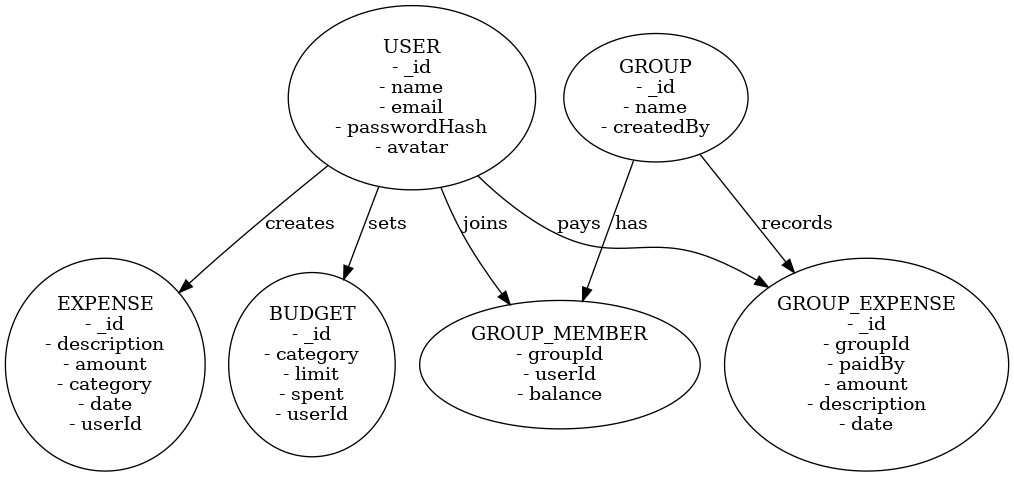 USER
- _id
- name
- email
- passwordHash
- avatar
GROUP
- _id
- name
- createdBy
creates
sets
joins
pays
has
records
EXPENSE
- _id
- description
- amount
- category
- date
- userId
BUDGET
- _id
- category
- limit
- spent
- userId
GROUP_MEMBER
- groupId
- userId
- balance
GROUP_EXPENSE
- _id
- groupId
- paidBy
- amount
- description
- date